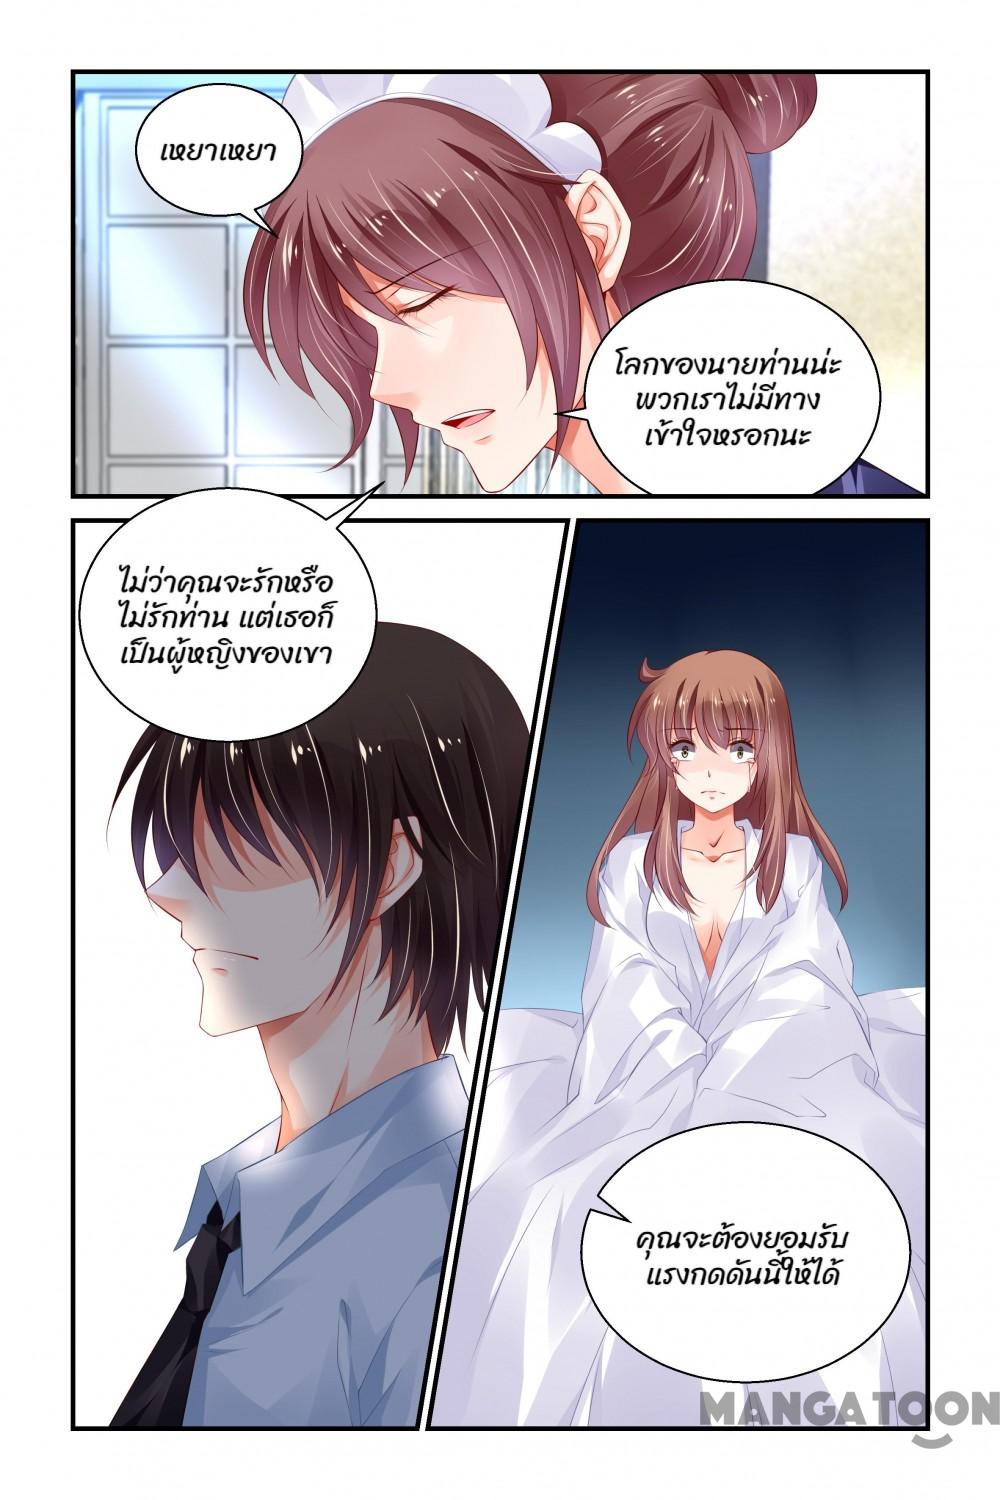 เหยาเหยา
โลกของนายท่านน่ะ
พวกเราไม่มีทาง
เข้าใจหรอกนะ
ไม่ว่าคุณจะรักหรือ
ไม่รักท่าน แต่เธอก็
เป็นผู้หญิงของเขา
คุณจะต้องยอมรับ
แรงกดดันนี้ให้ได้
MANGATOON